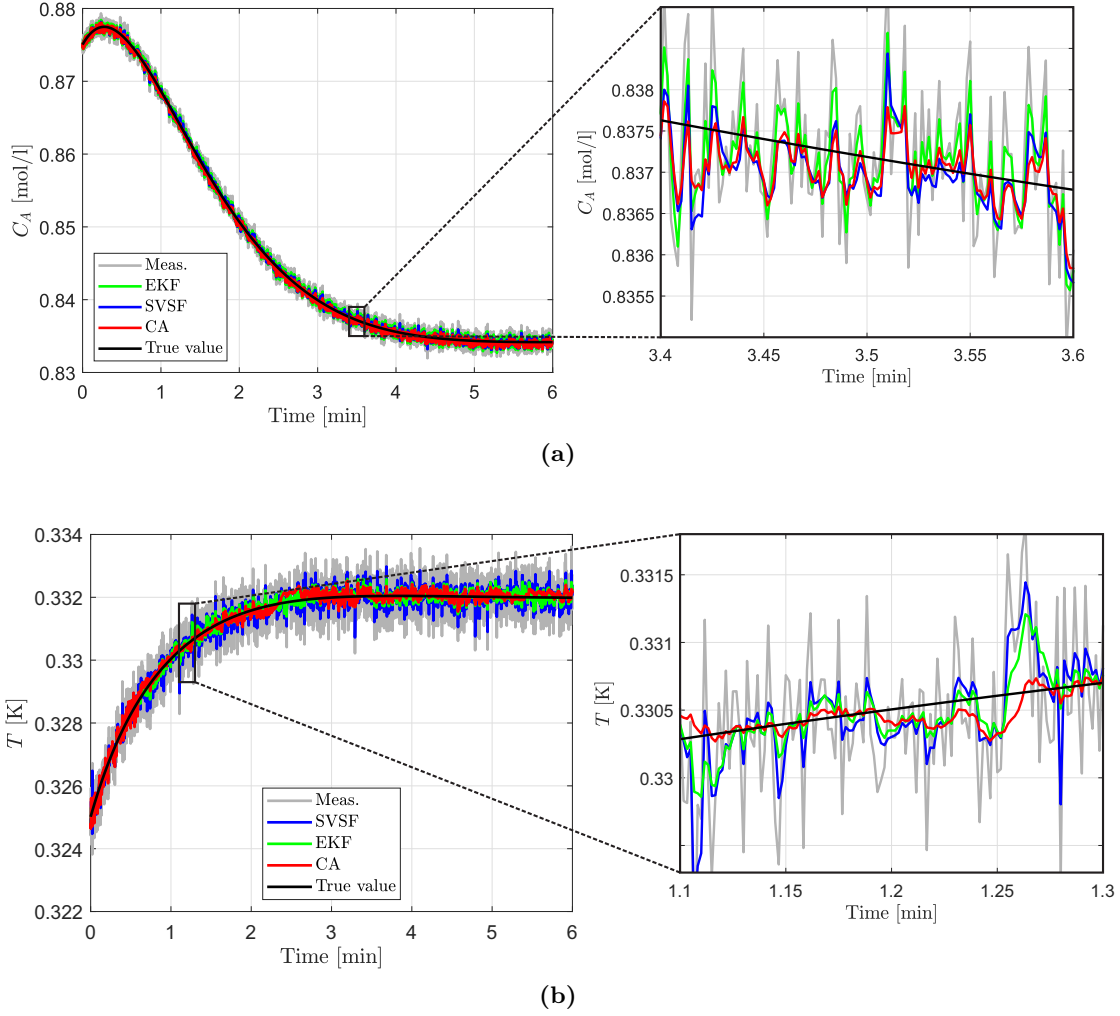 0.88
0.87
0.86
0.85
0.84
0.83
C_A [mol/l]
0
1
2
3
4
5
6
Time [min]
Meas.
EKF
SVSF
CA
True value
0.838
0.8375
0.837
0.8365
0.836
0.8355
C_A [mol/l]
3.4
3.45
3.5
3.55
3.6
Time [min]
(a)
0.334
0.332
0.33
0.328
0.326
0.324
0.322
T [K]
0
1
2
3
4
5
6
Time [min]
Meas.
SVSF
EKF
CA
True value
0.3315
0.331
0.3305
0.33
T [K]
1.1
1.15
1.2
1.25
1.3
Time [min]
(b)